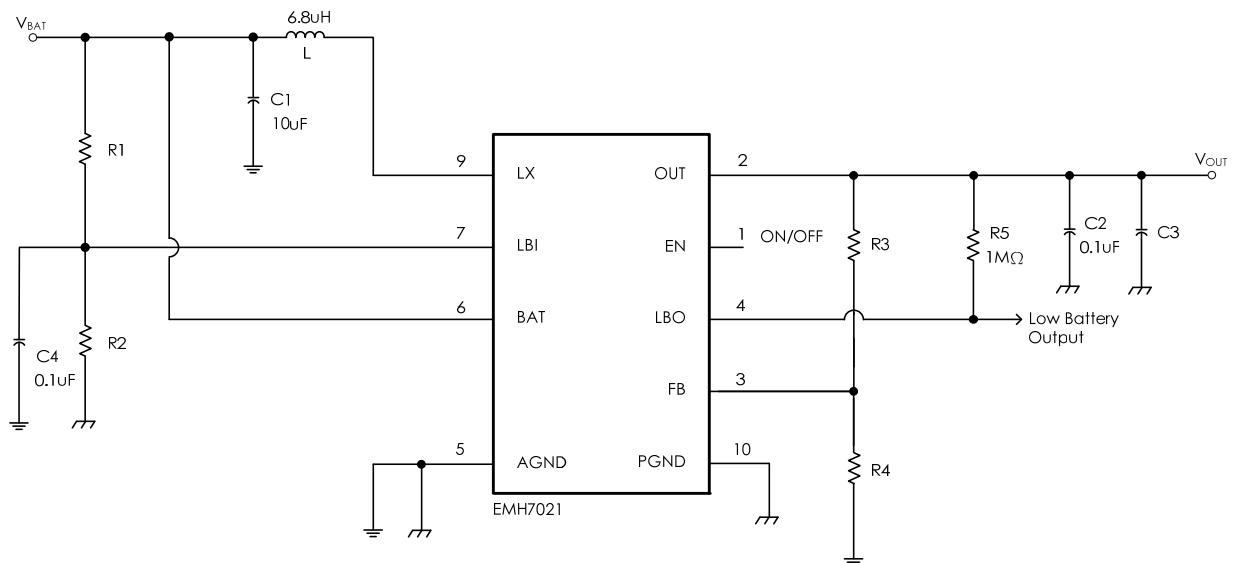 VBAT
6.8uH
L
C1
10uF
R1
9
LX
OUT
2
VOUT
7
LBI
EN
1
ON/OFF
R3
R5
1MΩ
C2
0.1uF
C3
6
BAT
LBO
4
Low Battery
Output
C4
0.1uF
R2
FB
3
5
AGND
PGND
10
R4
EMH7021